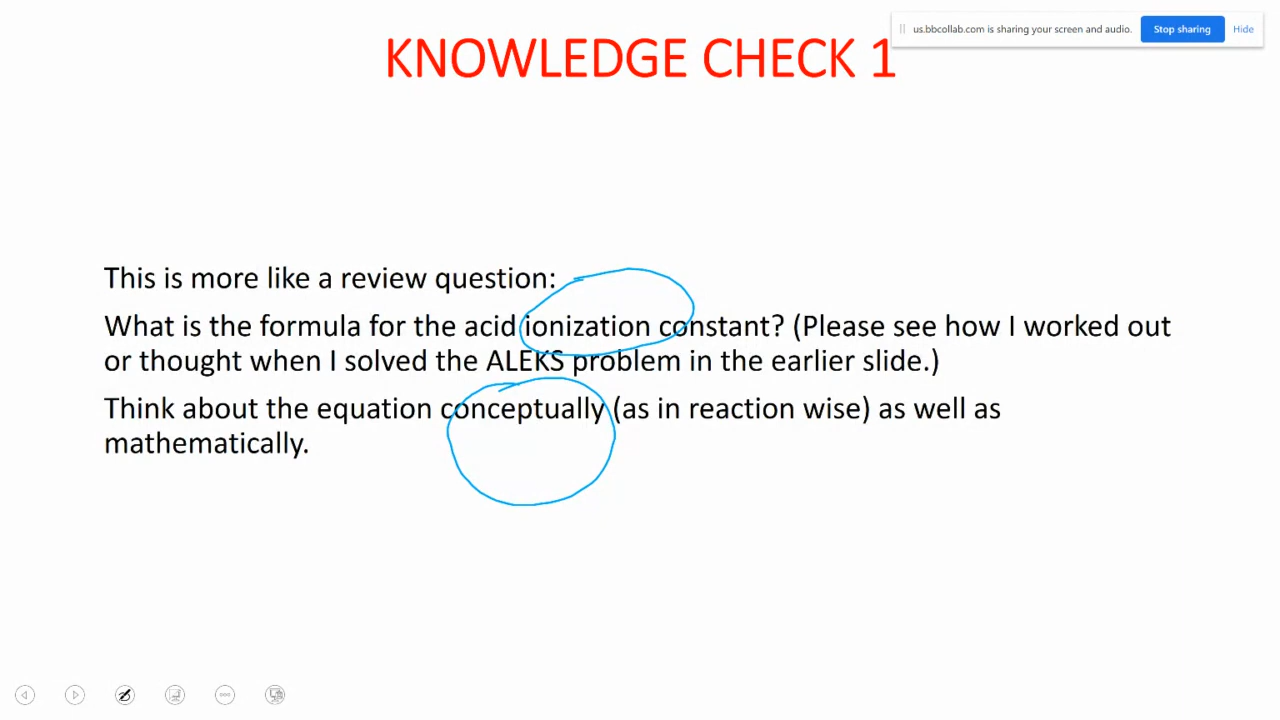 us.bbcollab.com is sharing your screen and audio. Stop sharing Hide
KNOWLEDGE CHECK 1
This is more like a review question:
What is the formula for the acid ionization constant? (Please see how I worked out
or thought when I solved the ALEKS problem in the earlier slide.)
Think about the equation conceptually (as in reaction wise) as well as
mathematically.